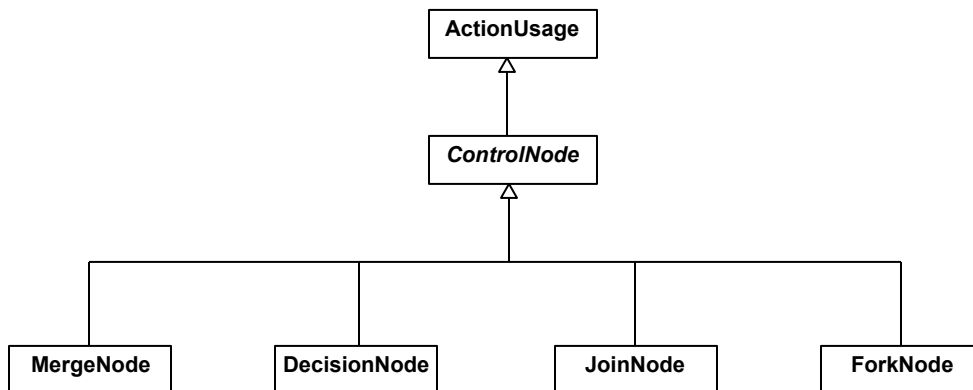 ActionUsage
ControlNode
MergeNode
DecisionNode
JoinNode
ForkNode